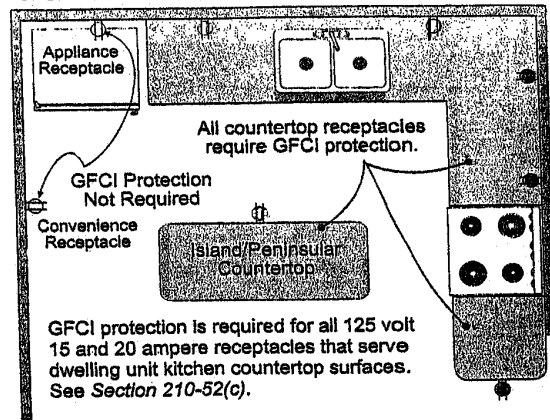 Appliance
Receptacle
All countertop receptacles
require GFCI protection.
GFCI Protection
Not Required
Convenience
Receptacle
Island/Peninsular
Countertop
GFCI protection is required for all 125 volt
15 and 20 ampere receptacles that serve
dwelling unit kitchen countertop surfaces.
See Section 210-52(c).